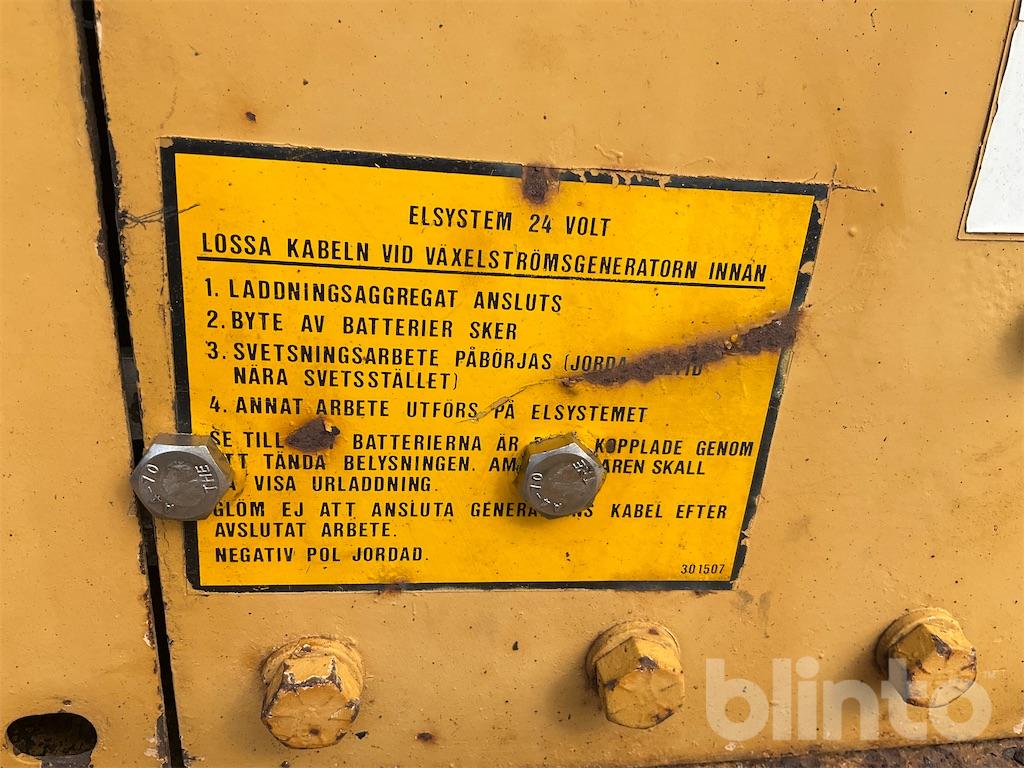 ELSYSTEM 24 VOLT
LOSSA KABELN VID VÄXELSTRÖMSGENERATORN INNAN
1. LADDNINGSAGGREGAT ANSLUTS
2. BYTE AV BATTERIER SKER
3. SVETSNINGSARBETE PÅBÖRJAS (JORDA
NÄRA SVETSSTÄLLET)
4. ANNAT ARBETE UTFÖRS PÅ ELSYSTEMET
SE TILL BATTERIERNA ÄR KOPPLADE GENOM
TÄNDA BELYSNINGEN. SKALL
VISA URLADDNING.
GLÖM EJ ATT ANSLUTA KABEL EFTER
AVSLUTAT ARBETE.
NEGATIV POL JORDAD.
301507
THE
THE
blinto